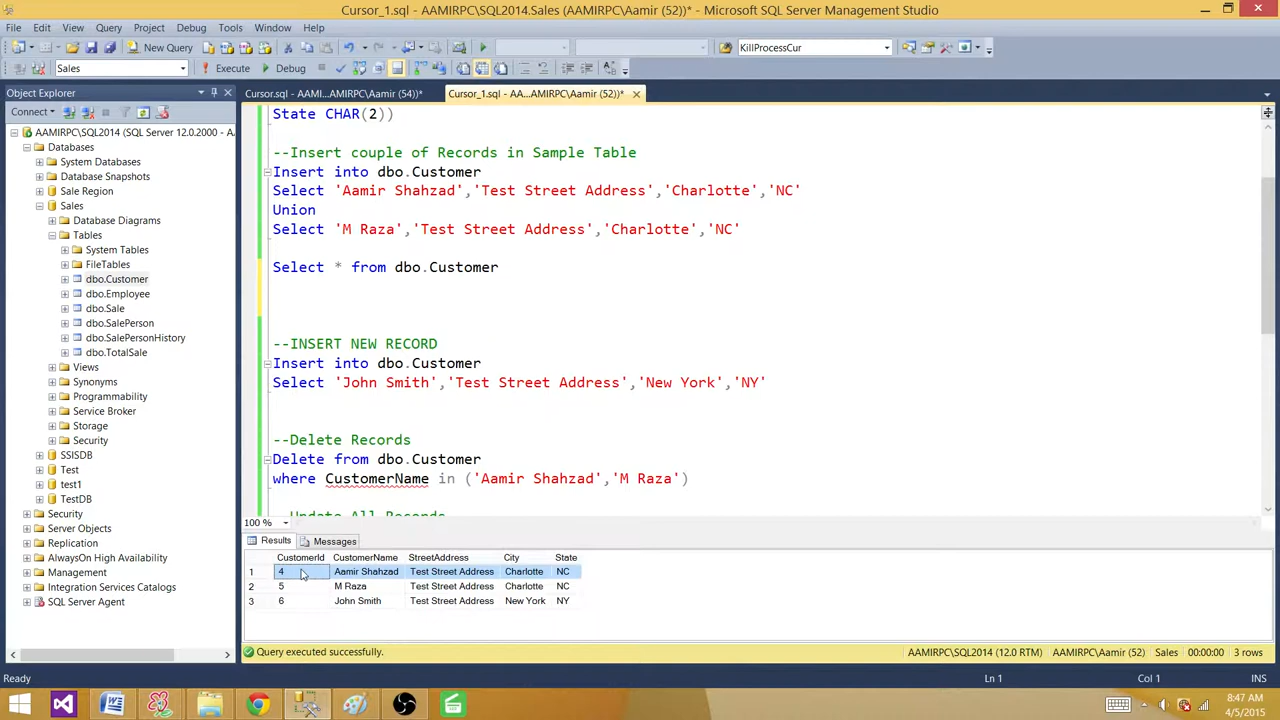 Cursor_1.sql - AAMIRPC\SQL2014.Sales (AAMIRPC\Aamir (52))* - Microsoft SQL Server Management Studio
File Edit View Query Project Debug Tools Window Help
New Query KillProcessCur
Sales Execute Debug
Object Explorer
Cursor.sql - AAMI...AMIRPC\Aamir (54))* Cursor_1.sql - AA...AMIRPC\Aamir (52))*
Connect
AAMIRPC\SQL2014 (SQL Server 12.0.2000 - A
Databases
System Databases
Database Snapshots
Sale Region
Sales
Database Diagrams
Tables
System Tables
FileTables
dbo.Customer
dbo.Employee
dbo.Sale
dbo.SalePerson
dbo.SalePersonHistory
dbo.TotalSale
Views
Synonyms
Programmability
Service Broker
Storage
Security
SSISDB
Test
test1
TestDB
Security
Server Objects
Replication
AlwaysOn High Availability
Management
Integration Services Catalogs
SQL Server Agent
State CHAR(2))
--Insert couple of Records in Sample Table
Insert into dbo.Customer
Select 'Aamir Shahzad','Test Street Address','Charlotte','NC'
Union
Select 'M Raza','Test Street Address','Charlotte','NC'
Select * from dbo.Customer
--INSERT NEW RECORD
Insert into dbo.Customer
Select 'John Smith','Test Street Address','New York','NY'
--Delete Records
Delete from dbo.Customer
where CustomerName in ('Aamir Shahzad','M Raza')
--Update All Records
100 %
Results Messages
CustomerId CustomerName StreetAddress City State
1 4 Aamir Shahzad Test Street Address Charlotte NC
2 5 M Raza Test Street Address Charlotte NC
3 6 John Smith Test Street Address New York NY
Query executed successfully. AAMIRPC\SQL2014 (12.0 RTM) AAMIRPC\Aamir (52) Sales 00:00:00 3 rows
Ready Ln 1 Col 1 INS
8:47 AM
4/5/2015